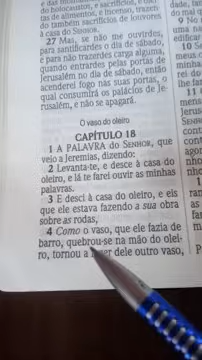 do holocaustos, e sacrifícios, e ofer-
tas de alimentos, e incenso, trazen-
do também sacrifícios de louvores
à casa do SENHOR.
27 Mas, se não me ouvirdes,
para santificardes o dia de sábado,
e para não trazerdes carga alguma,
quando entrardes pelas portas de
Jerusalém no dia de sábado, então
acenderei fogo nas suas portas, o
qual consumirá os palácios de Je-
rusalém, e não se apagará.
O vaso do oleiro
CAPÍTULO 18
1 A PALAVRA do SENHOR, que
veio a Jeremias, dizendo:
2 Levanta-te, e desce à casa do
oleiro, e lá te farei ouvir as minhas
palavras.
3 E desci à casa do oleiro, e eis
que ele estava fazendo a sua obra
sobre as rodas,
4 Como o vaso, que ele fazia de
barro, quebrou-se na mão do olei-
ro, tornou a dele outro vaso,